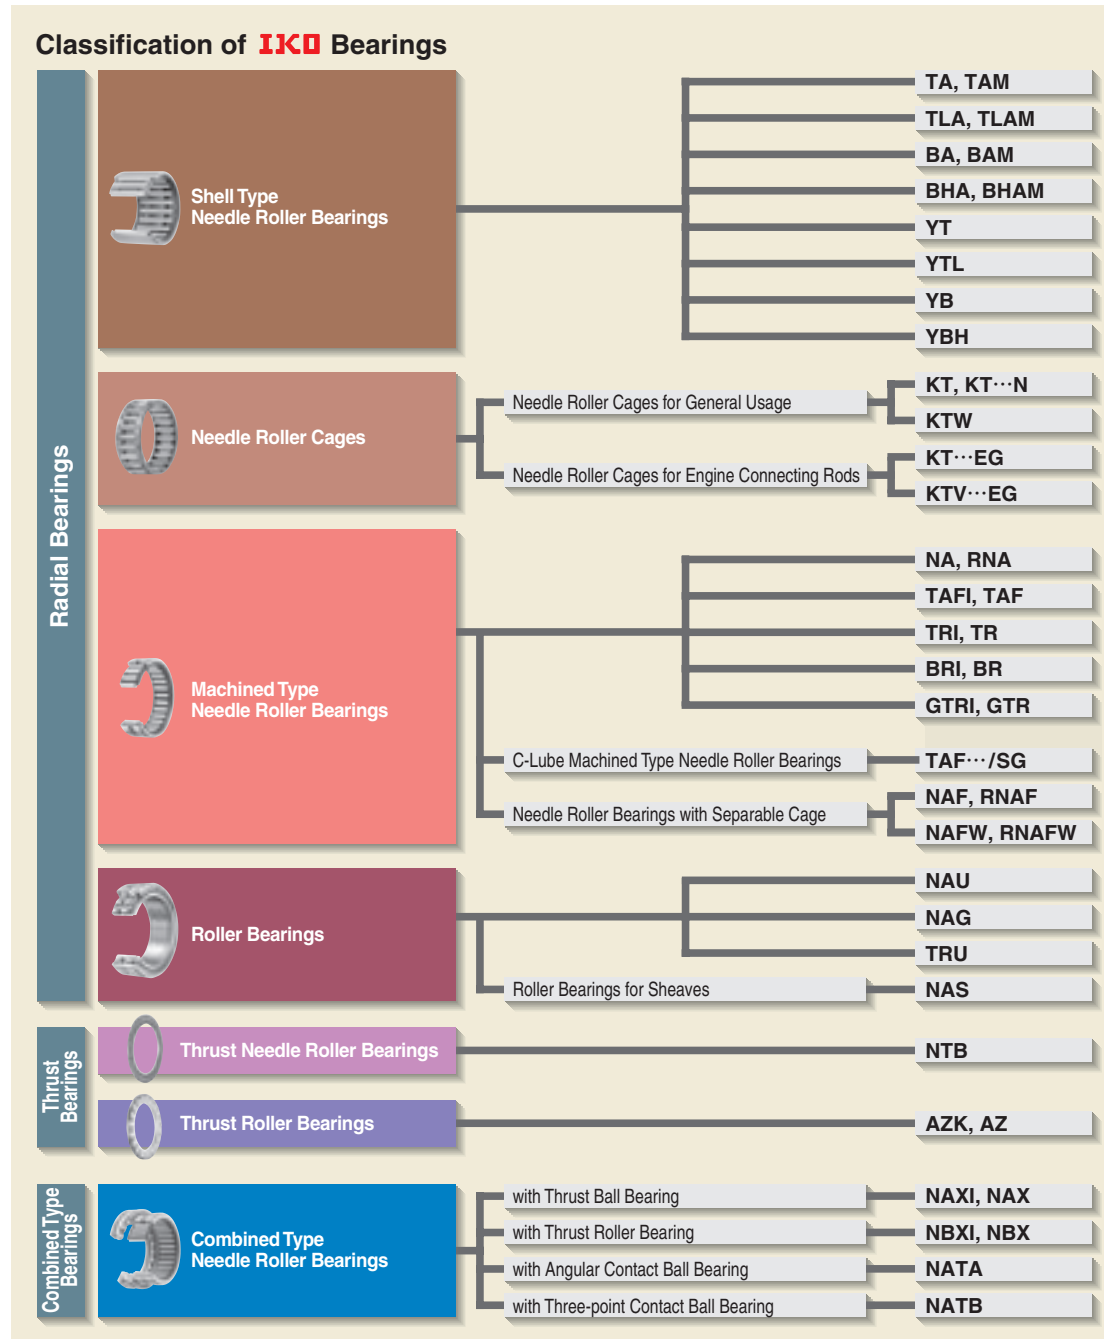 Classification of IKO Bearings
Radial Bearings
Shell Type
Needle Roller Bearings
TA, TAM
TLA, TLAM
BA, BAM
BHA, BHAM
YT
YTL
YB
YBH
Needle Roller Cages
Needle Roller Cages for General Usage
KT, KT···N
KTW
Needle Roller Cages for Engine Connecting Rods
KT···EG
KTV···EG
Machined Type
Needle Roller Bearings
NA, RNA
TAFI, TAF
TRI, TR
BRI, BR
GTRI, GTR
C-Lube Machined Type Needle Roller Bearings
TAF···/SG
Needle Roller Bearings with Separable Cage
NAF, RNAF
NAFW, RNAFW
Roller Bearings
NAU
NAG
TRU
Roller Bearings for Sheaves
NAS
Thrust
Bearings
Thrust Needle Roller Bearings
NTB
Thrust Roller Bearings
AZK, AZ
Combined Type
Bearings
Combined Type
Needle Roller Bearings
with Thrust Ball Bearing
NAXI, NAX
with Thrust Roller Bearing
NBXI, NBX
with Angular Contact Ball Bearing
NATA
with Three-point Contact Ball Bearing
NATB